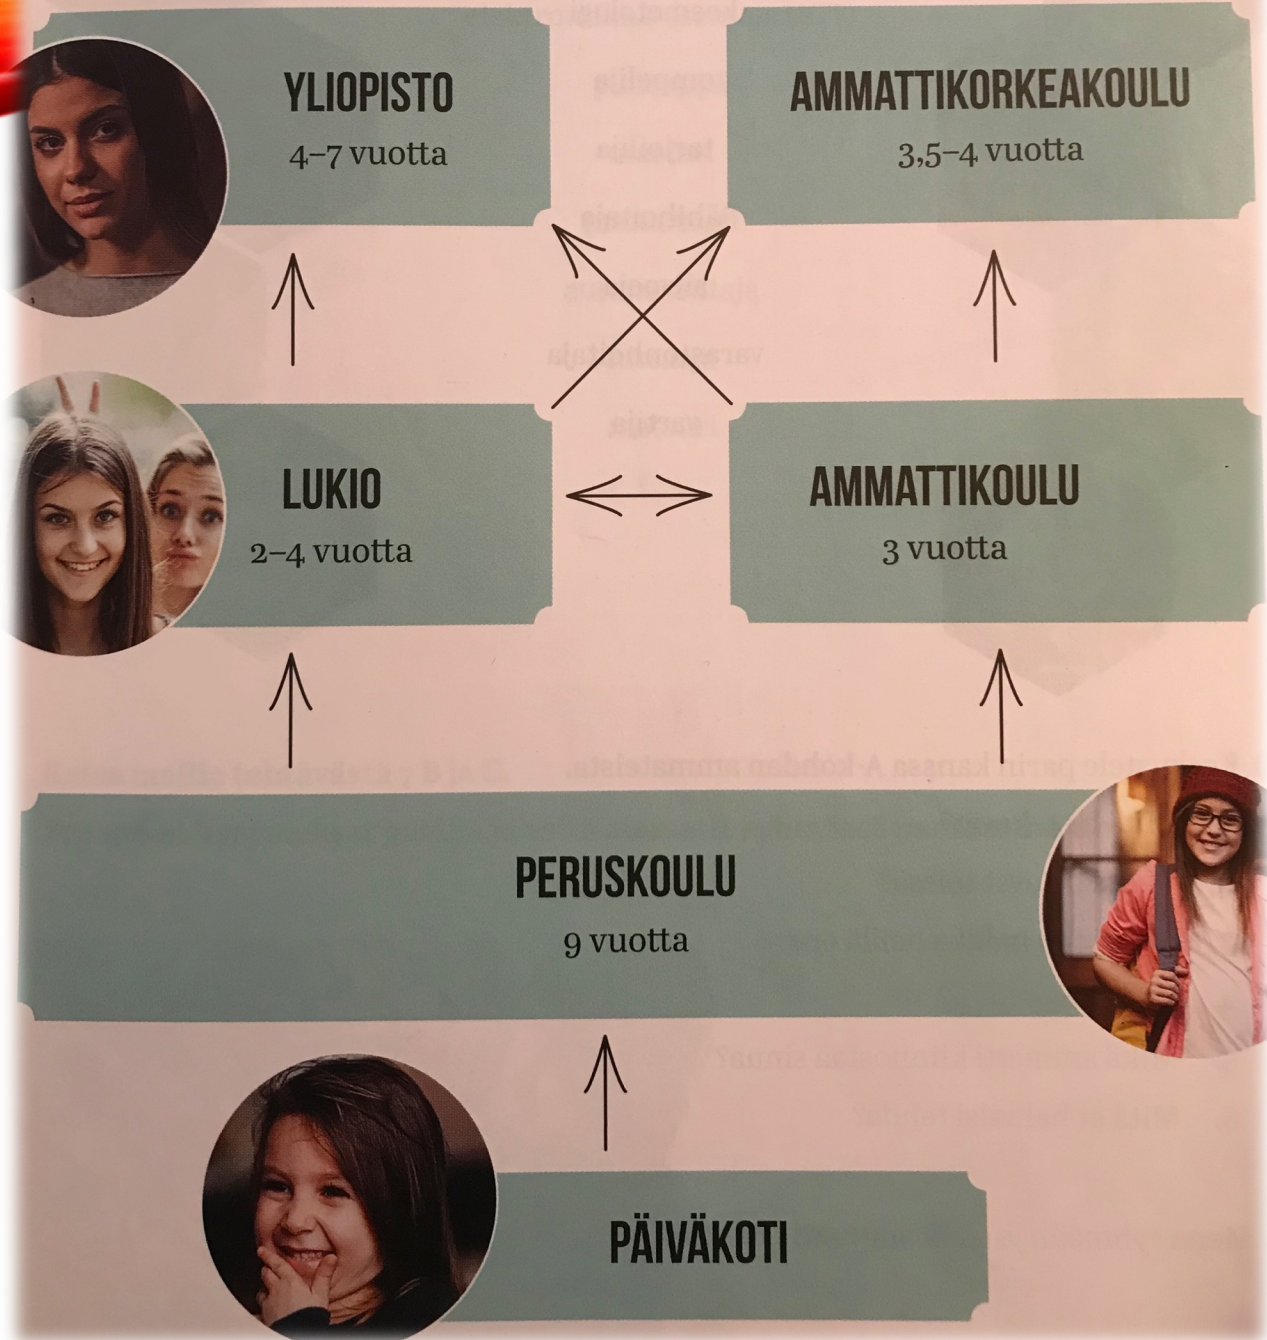 YLIOPISTO
4–7 vuotta
AMMATTIKORKEAKOULU
3,5–4 vuotta
LUKIO
2–4 vuotta
AMMATTIKOULU
3 vuotta
PERUSKOULU
9 vuotta
PÄIVÄKOTI